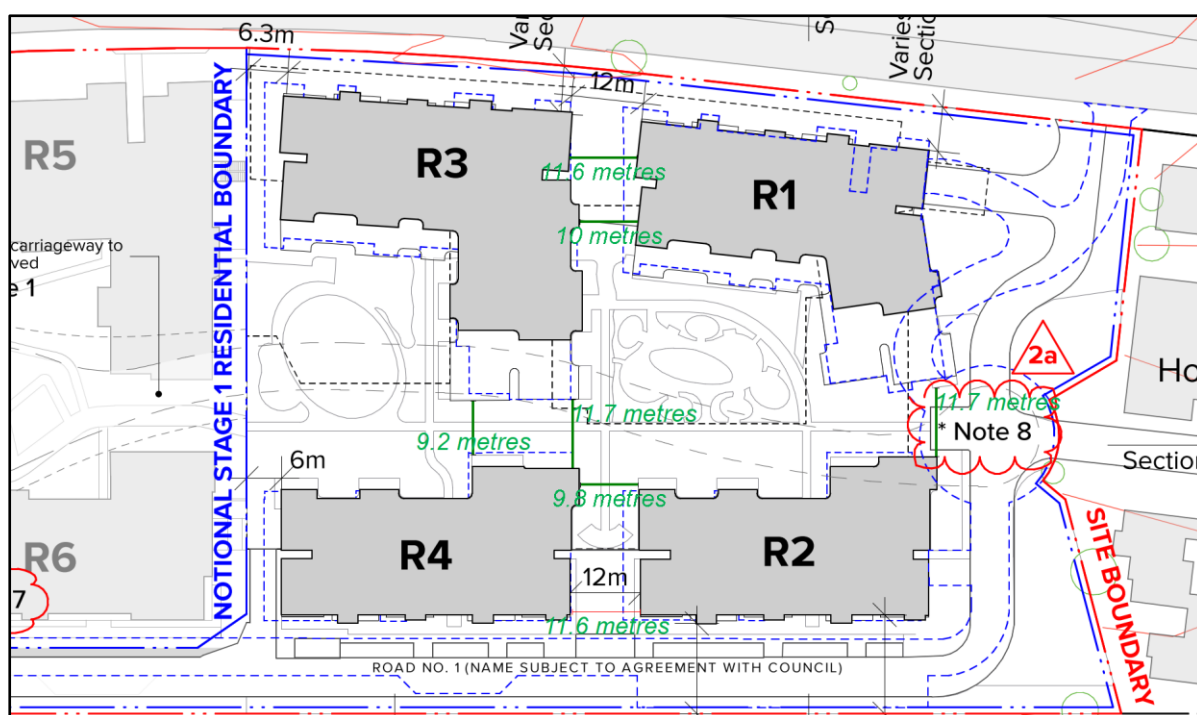 6.3m
Varies
Sec
12m
S
Varies
Section
R5
R3
R1
11.6 metres
10 metres
NOTIONAL STAGE 1 RESIDENTIAL BOUNDARY
carriageway to
ved
e 1
2a
Ho
11.7 metres
11.7 metres
9.2 metres
* Note 8
Section
6m
9.8 metres
R6
R4
R2
SITE BOUNDARY
12m
7
11.6 metres
ROAD NO. 1 (NAME SUBJECT TO AGREEMENT WITH COUNCIL)